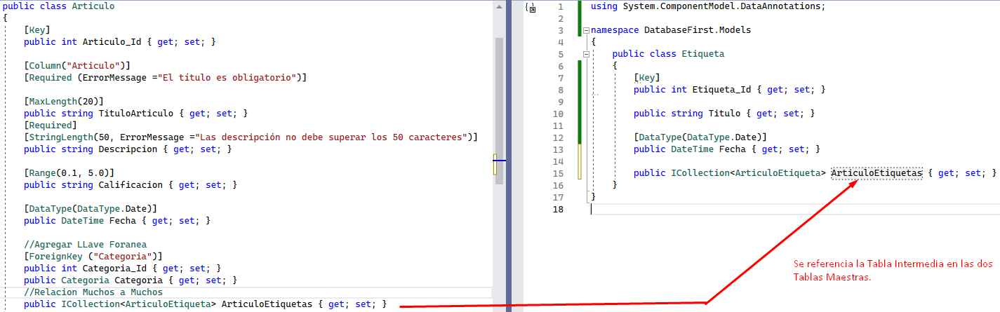 public class Articulo
{
[Key]
public int Articulo_Id { get; set; }
[Column("Articulo")]
[Required (ErrorMessage ="El título es obligatorio")]
[MaxLength(20)]
public string TituloArticulo { get; set; }
[Required]
[StringLength(50, ErrorMessage ="Las descripción no debe superar los 50 caracteres")]
public string Descripcion { get; set; }
[Range(0.1, 5.0)]
public string Calificacion { get; set; }
[DataType(DataType.Date)]
public DateTime Fecha { get; set; }
//Agregar LLave Foranea
[ForeignKey ("Categoria")]
public int Categoria_Id { get; set; }
public Categoria Categoria { get; set; }
//Relacion Muchos a Muchos
public ICollection<ArticuloEtiqueta> ArticuloEtiquetas { get; set; }
1 using System.ComponentModel.DataAnnotations;
2
3 namespace DatabaseFirst.Models
4 {
5 public class Etiqueta
6 {
7 [Key]
8 public int Etiqueta_Id { get; set; }
9
10 public string Titulo { get; set; }
11
12 [DataType(DataType.Date)]
13 public DateTime Fecha { get; set; }
14
15 public ICollection<ArticuloEtiqueta> ArticuloEtiquetas { get; set; }
16 }
17 }
18
Se referencia la Tabla Intermedia en las dos
Tablas Maestras.